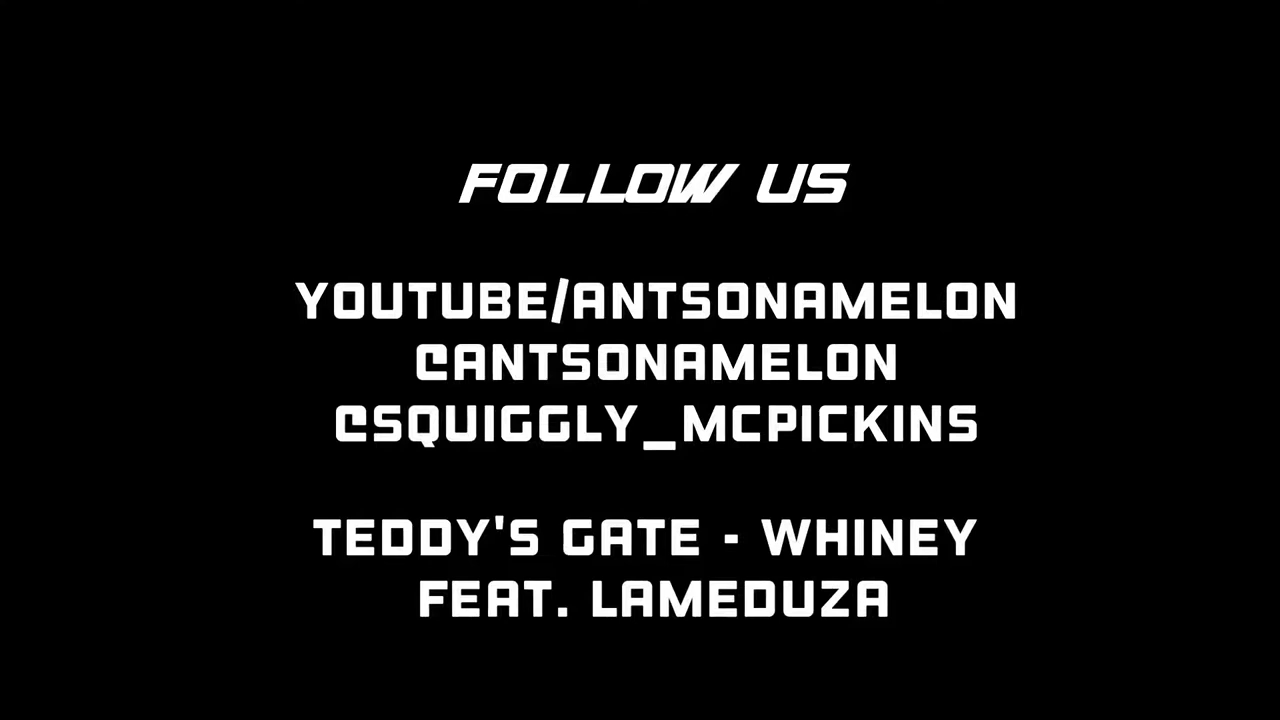 FOLLOW US
YOUTUBE/ANTSONAMELON
@ANTSONAMELON
@SQUIGGLY_MCPICKINS
TEDDY'S GATE - WHINEY
FEAT. LAMEDUZA